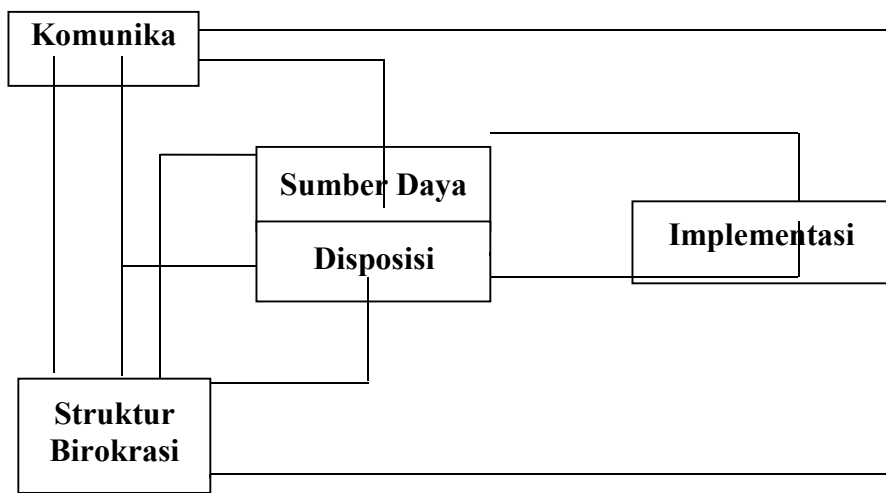 Komunika
Sumber Daya
Disposisi
Implementasi
Struktur
Birokrasi